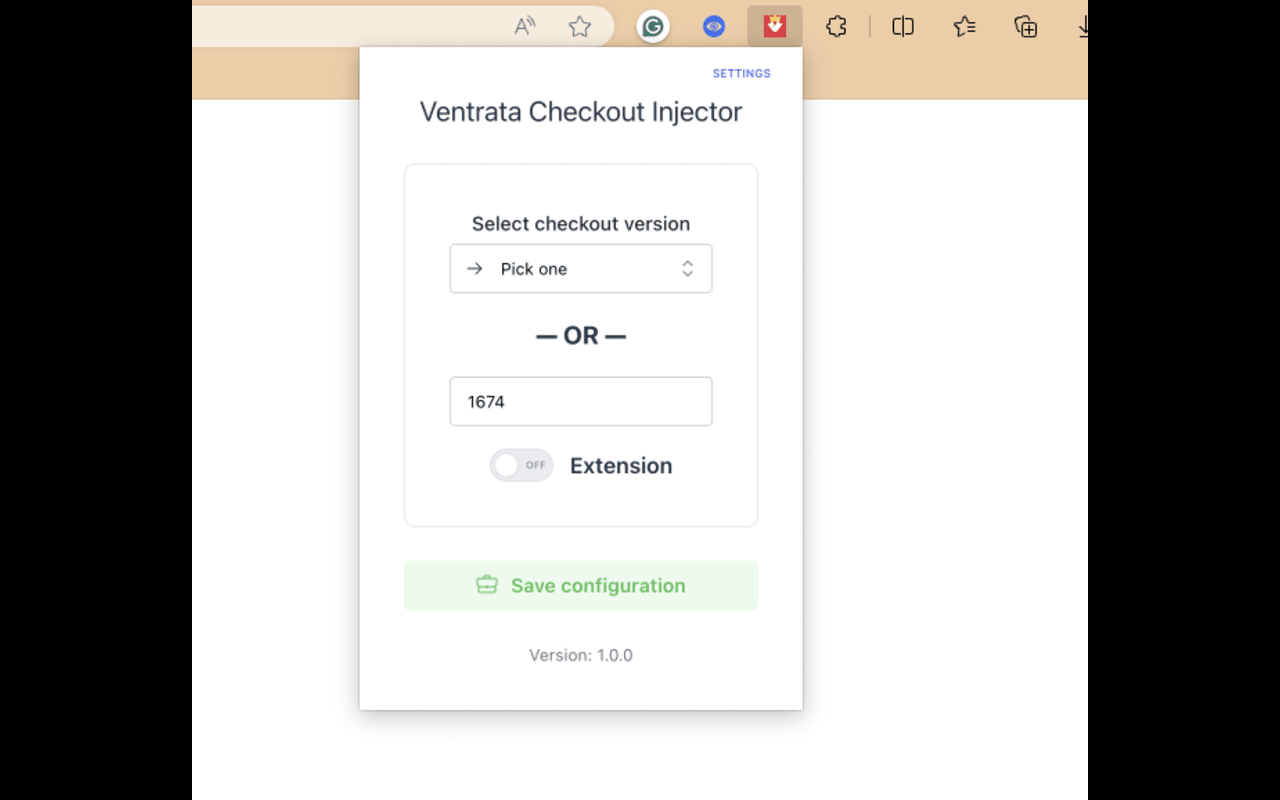 SETTINGS
Ventrata Checkout Injector
Select checkout version
Pick one
— OR —
1674
OFF Extension
Save configuration
Version: 1.0.0